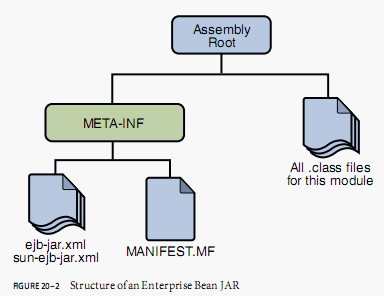 Assembly
Root
META-INF
All .class files
for this module
ejb-jar.xml
sun-ejb-jar.xml
MANIFEST.MF
FIGURE 20–2 Structure of an Enterprise Bean JAR